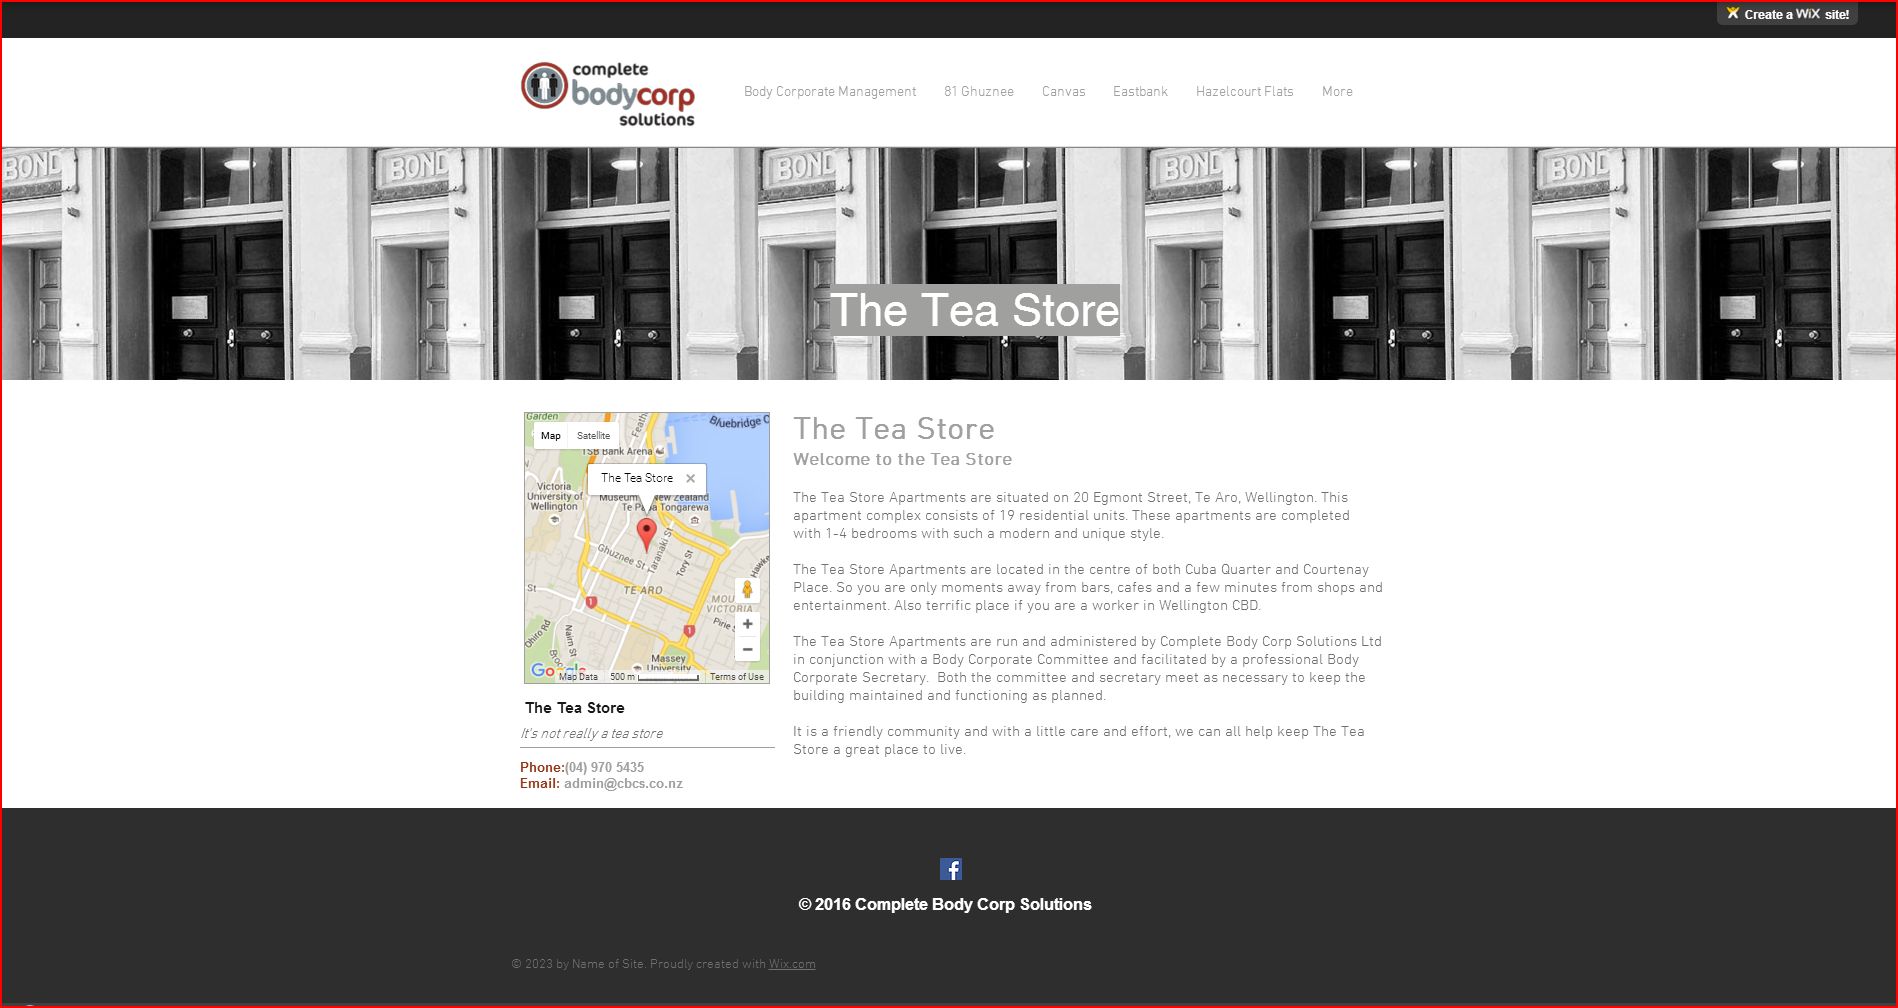 Create a WiX site!
complete
bodycorp
solutions
Body Corporate Management 81 Ghuznee Canvas Eastbank Hazelcourt Flats More
BOND BOND BOND BOND BOND
The Tea Store
Garden
Bluebridge
Map Satellite
TSB Bank Arena
The Tea Store
Victoria
University of
Wellington
Museum New Zealand
Te Papa Tongarewa
Ghuznee St
Taranaki St
Tory St
TE ARO
MOU
VICTORIA
Pirie
Ohiro Rd
Nairn St
1
1
Massey
University
Google
Map Data 500 m Terms of Use
The Tea Store
It's not really a tea store
Phone:(04) 970 5435
Email: admin@cbcs.co.nz
The Tea Store
Welcome to the Tea Store
The Tea Store Apartments are situated on 20 Egmont Street, Te Aro, Wellington. This
apartment complex consists of 19 residential units. These apartments are completed
with 1-4 bedrooms with such a modern and unique style.
The Tea Store Apartments are located in the centre of both Cuba Quarter and Courtenay
Place. So you are only moments away from bars, cafes and a few minutes from shops and
entertainment. Also terrific place if you are a worker in Wellington CBD.
The Tea Store Apartments are run and administered by Complete Body Corp Solutions Ltd
in conjunction with a Body Corporate Committee and facilitated by a professional Body
Corporate Secretary.  Both the committee and secretary meet as necessary to keep the
building maintained and functioning as planned.
It is a friendly community and with a little care and effort, we can all help keep The Tea
Store a great place to live.
© 2016 Complete Body Corp Solutions
© 2023 by Name of Site. Proudly created with Wix.com